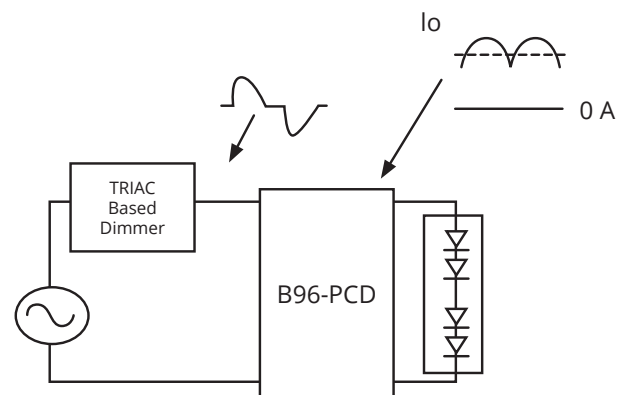 Io
0 A
TRIAC
Based
Dimmer
B96-PCD